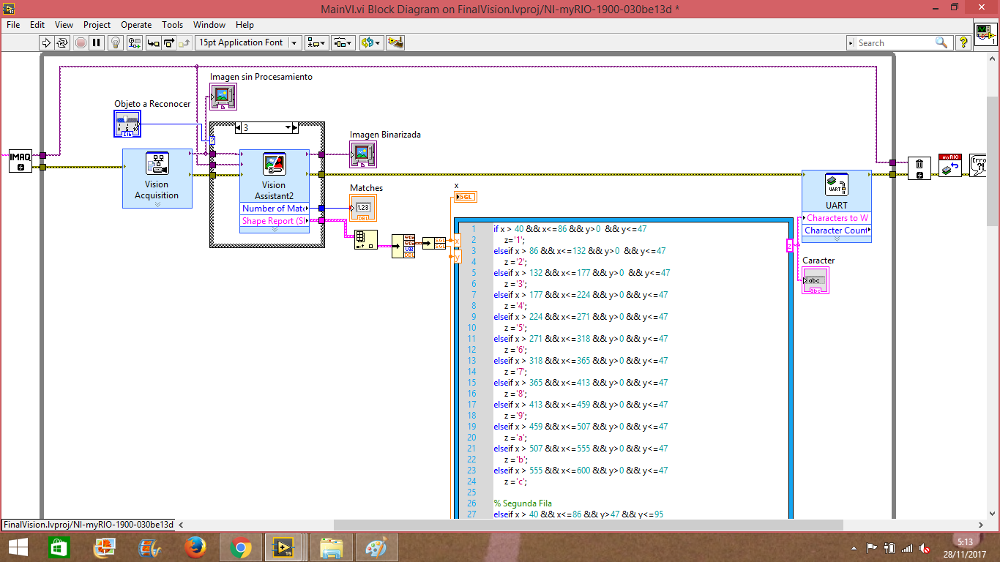 MainVI.vi Block Diagram on FinalVision.lvproj/NI-myRIO-1900-030be13d *
File Edit View Project Operate Tools Window Help
15pt Application Font
Search
Imagen sin Procesamiento
Objeto a Reconocer
3
Imagen Binarizada
IMAQ
Vision
Acquisition
Vision
Assistant2
Number of Matc
Shape Report (S
Matches
1.23
DBL
x
SGL
myRIO
Erro
?!
UART
UART
Characters to W
Character Count
Caracter
abc
abc
x
y
z
1 if x > 40 && x<=86 && y>0 && y<=47
2 z='1';
3 elseif x > 86 && x<=132 && y>0 && y<=47
4 z ='2';
5 elseif x > 132 && x<=177 && y>0 && y<=47
6 z ='3';
7 elseif x > 177 && x<=224 && y>0 && y<=47
8 z ='4';
9 elseif x > 224 && x<=271 && y>0 && y<=47
10 z ='5';
11 elseif x > 271 && x<=318 && y>0 && y<=47
12 z ='6';
13 elseif x > 318 && x<=365 && y>0 && y<=47
14 z ='7';
15 elseif x > 365 && x<=413 && y>0 && y<=47
16 z ='8';
17 elseif x > 413 && x<=459 && y>0 && y<=47
18 z ='9';
19 elseif x > 459 && x<=507 && y>0 && y<=47
20 z ='a';
21 elseif x > 507 && x<=555 && y>0 && y<=47
22 z ='b';
23 elseif x > 555 && x<=600 && y>0 && y<=47
24 z ='c';
25
26 % Segunda Fila
27 elseif x > 40 && x<=86 && y>47 && y<=95
FinalVision.lvproj/NI-myRIO-1900-030be13d
5:13
28/11/2017